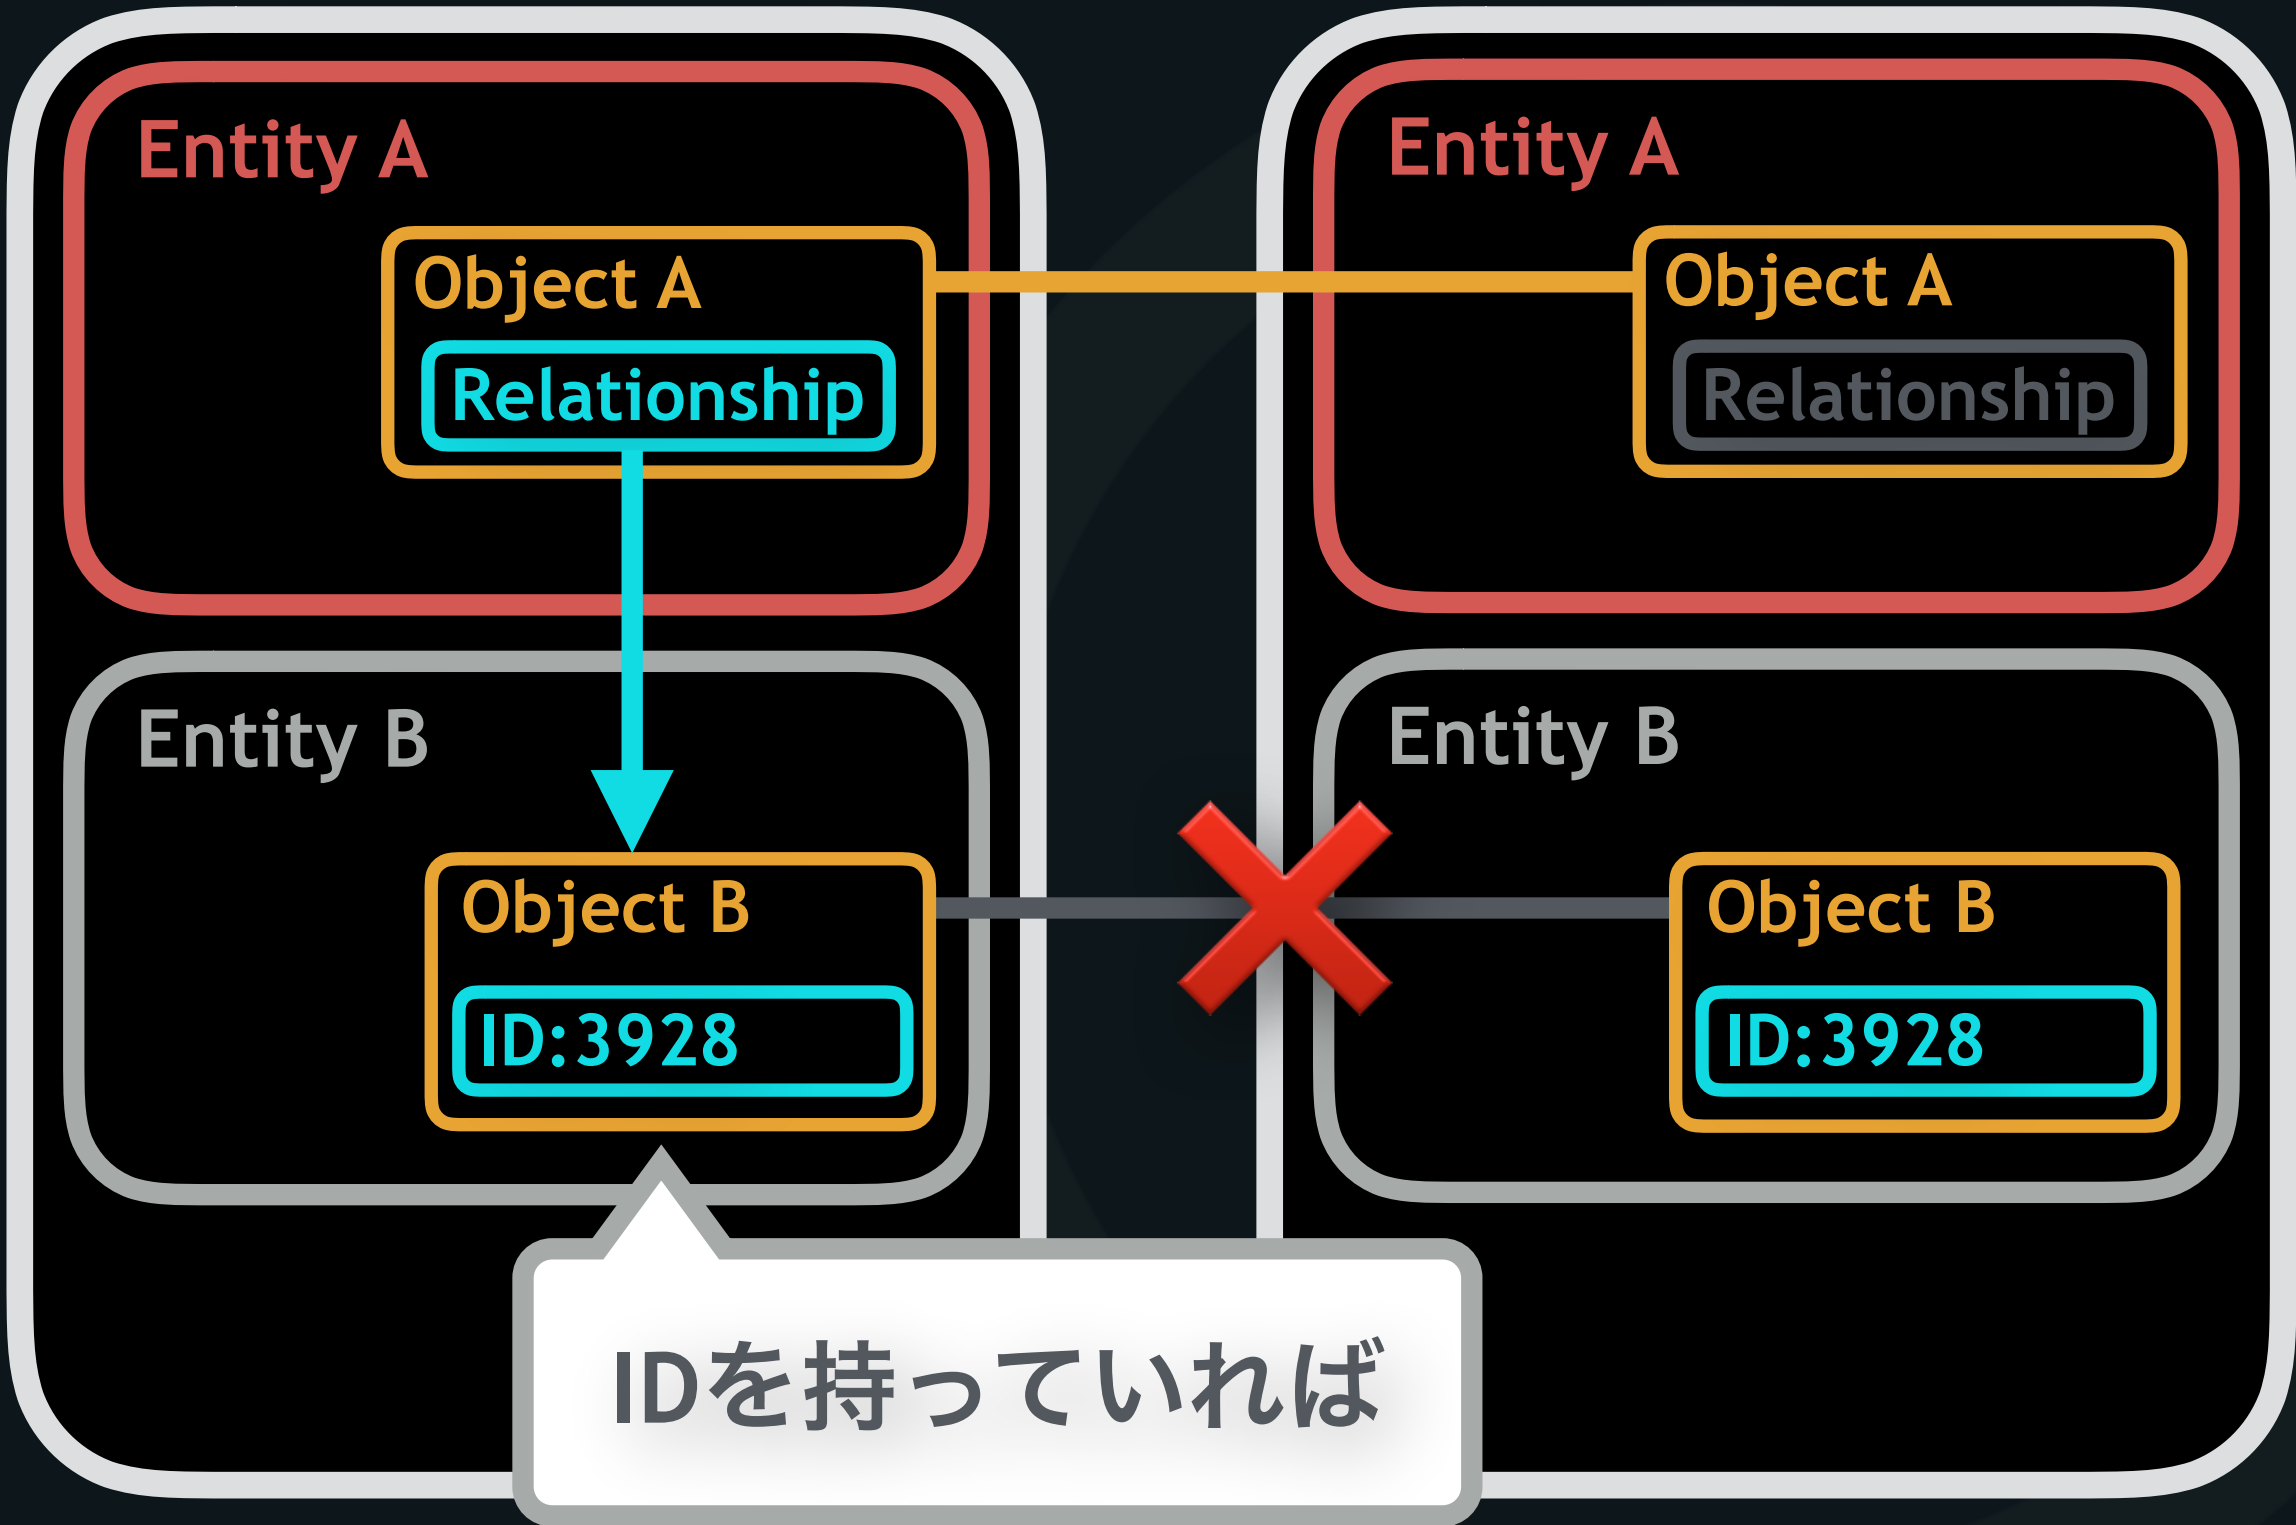 Entity A
Object A
Relationship
Entity B
Object B
ID:3928
Entity A
Object A
Relationship
Entity B
Object B
ID:3928
IDを持っていれば